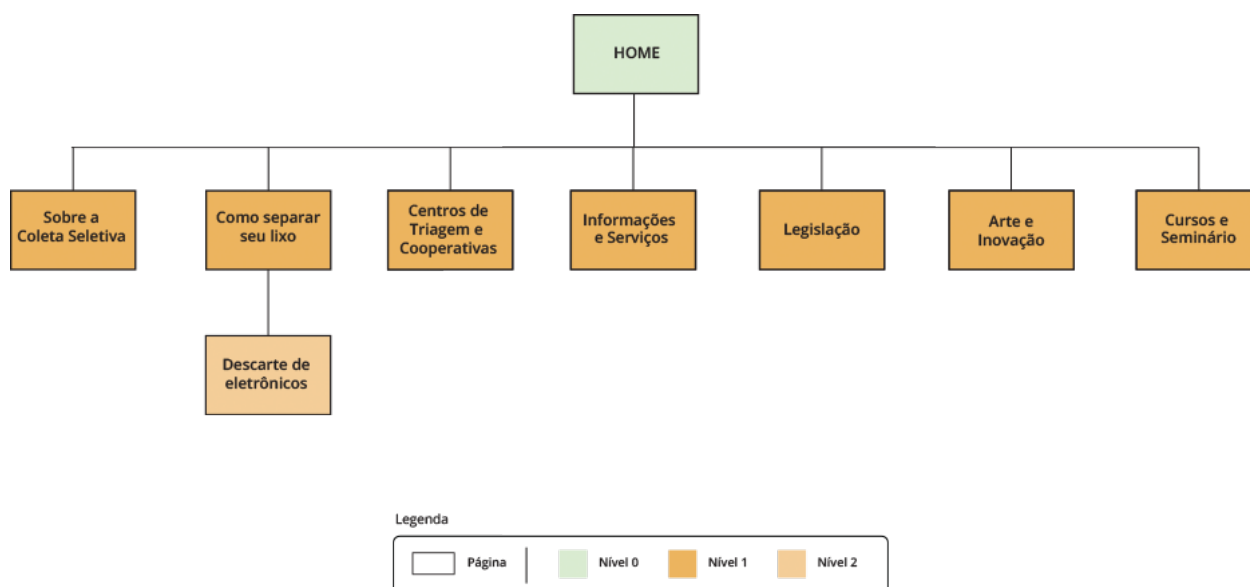 HOME
Sobre a
Coleta Seletiva
Como separar
seu lixo
Centros de
Triagem e
Cooperativas
Informações
e Serviços
Legislação
Arte e
Inovação
Cursos e
Seminário
Descarte de
eletrônicos
Legenda
Página
Nível 0
Nível 1
Nível 2